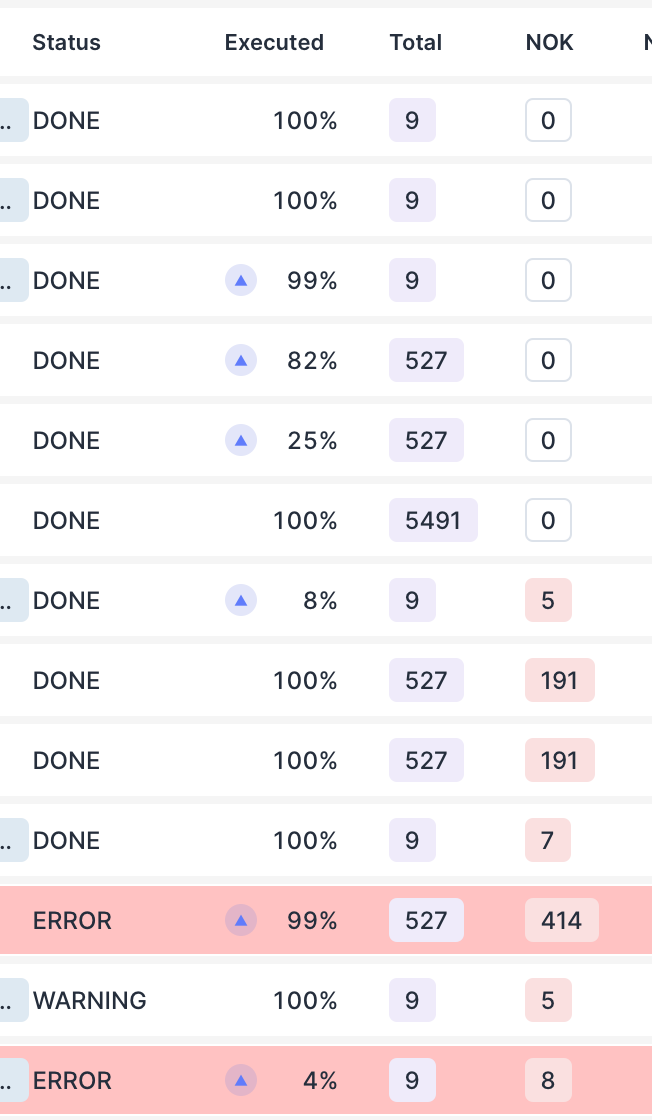 Status Executed Total NOK N
.. DONE 100% 9 0
.. DONE 100% 9 0
.. DONE 99% 9 0
DONE 82% 527 0
DONE 25% 527 0
DONE 100% 5491 0
.. DONE 8% 9 5
DONE 100% 527 191
DONE 100% 527 191
.. DONE 100% 9 7
ERROR 99% 527 414
.. WARNING 100% 9 5
.. ERROR 4% 9 8